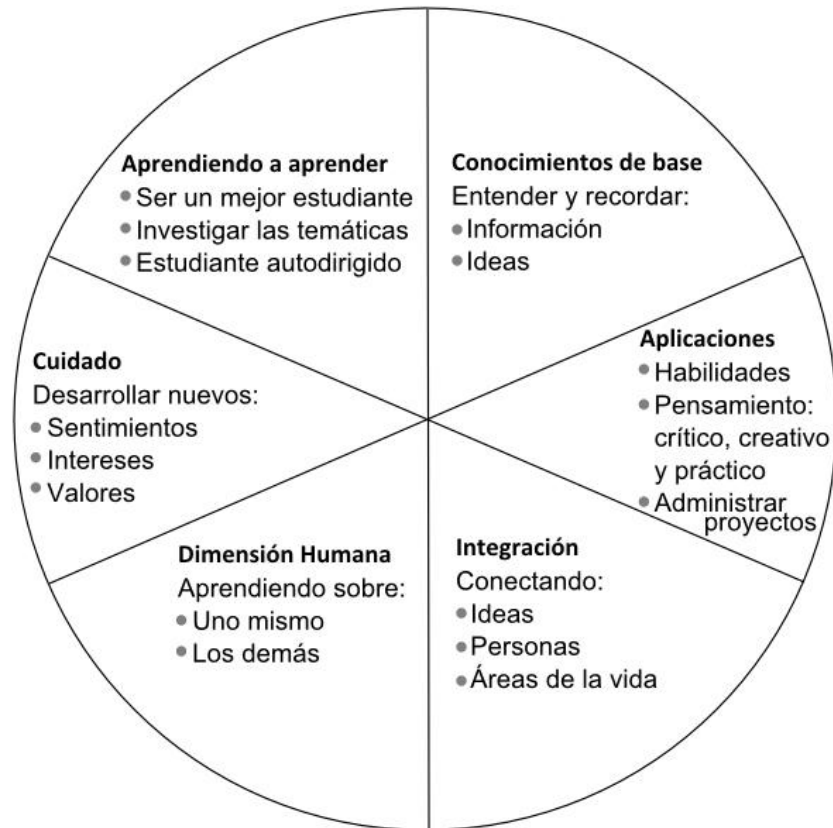 Aprendiendo a aprender
Ser un mejor estudiante
Investigar las temáticas
Estudiante autodirigido
Conocimientos de base
Entender y recordar:
Información
Ideas
Cuidado
Desarrollar nuevos:
Sentimientos
Intereses
Valores
Aplicaciones
Habilidades
Pensamiento:
crítico, creativo
y práctico
Administrar
proyectos
Dimensión Humana
Aprendiendo sobre:
Uno mismo
Los demás
Integración
Conectando:
Ideas
Personas
Áreas de la vida